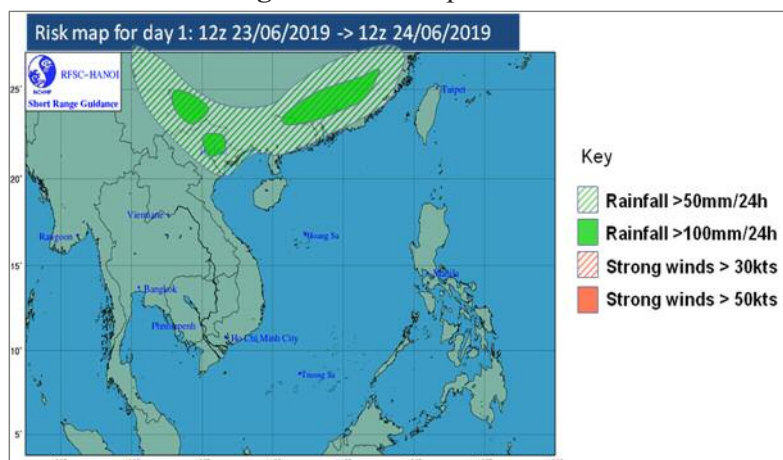 Risk map for day 1: 12z 23/06/2019 -> 12z 24/06/2019
RFSC-HANOI
Short Range Guidance
25°
20°
15°
10°
5°
Taipei
Vientiane
Rangoon
Hoang Sa
Bangkok
Manila
Phnompenh
Ho Chi Minh City
Truong Sa
Key
Rainfall >50mm/24h
Rainfall >100mm/24h
Strong winds > 30kts
Strong winds > 50kts